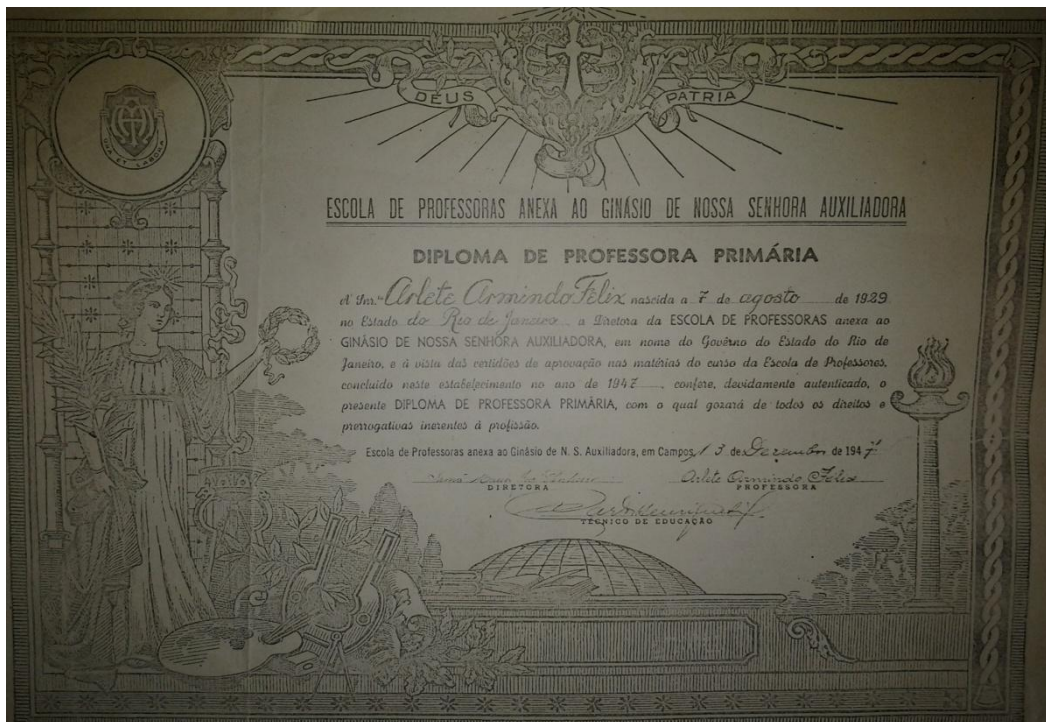 DEUS PATRIA
ORA ET LABORA
ESCOLA DE PROFESSORAS ANEXA AO GINÁSIO DE NOSSA SENHORA AUXILIADORA
DIPLOMA DE PROFESSORA PRIMÁRIA
A Snr.ª Arlete Armindo Felix nascida a 7 de agosto de 1929
no Estado do Rio de Janeiro a Diretora da ESCOLA DE PROFESSORAS anexa ao
GINÁSIO DE NOSSA SENHORA AUXILIADORA, em nome do Govêrno do Estado do Rio de
Janeiro, e à vista das certidões de aprovação nas matérias do curso da Escola de Professores,
concluido neste estabelecimento no ano de 1947, confere, devidamente autenticado, o
presente DIPLOMA DE PROFESSORA PRIMÁRIA, com o qual gozará de todos os direitos e
prerrogativas inerentes à profissão.
Escola de Professoras anexa ao Ginásio de N. S. Auxiliadora, em Campos, 13 de Dezembro de 1947
Arlete Armindo Felix
DIRETORA PROFESSORA
TÉCNICO DE EDUCAÇÃO